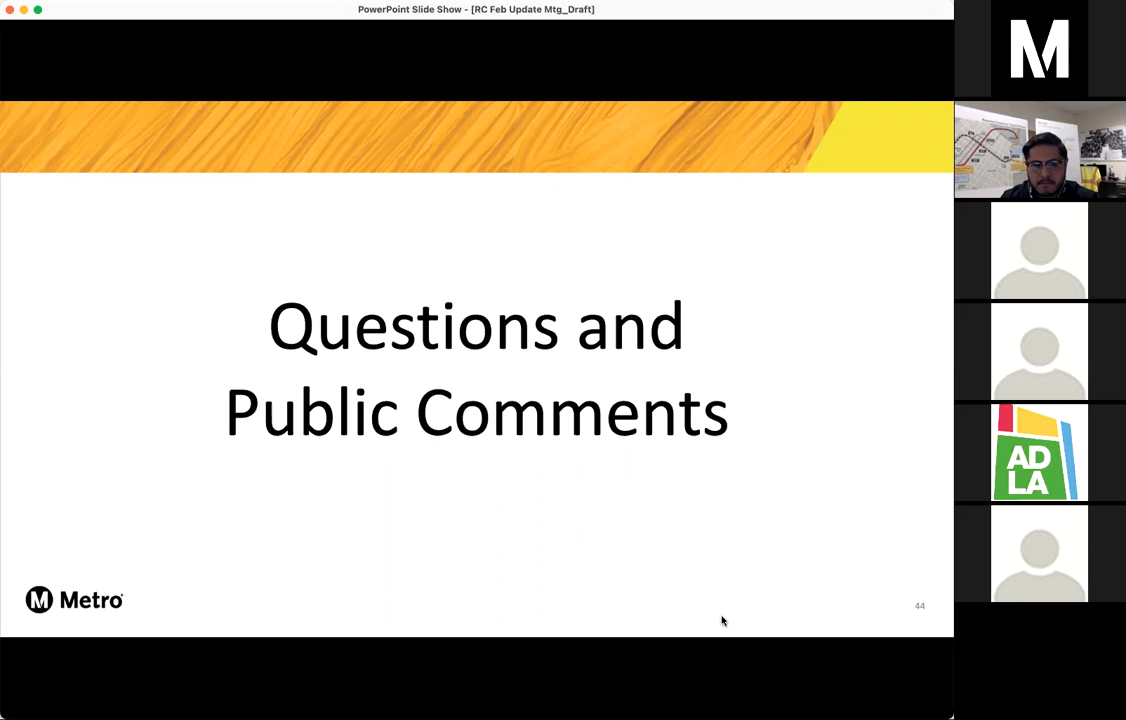 PowerPoint Slide Show - [RC Feb Update Mtg_Draft]
M
Questions and
Public Comments
AD
LA
M Metro
44